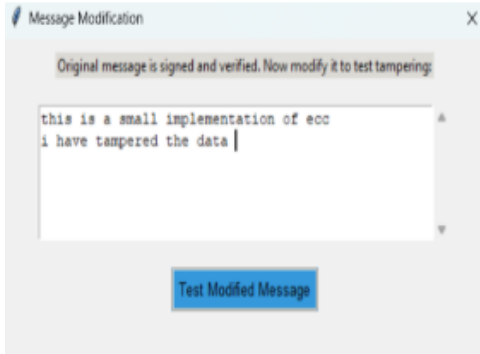 Message Modification
Original message is signed and verified. Now modify it to test tampering:
this is a small implementation of ecc
i have tampered the data
Test Modified Message